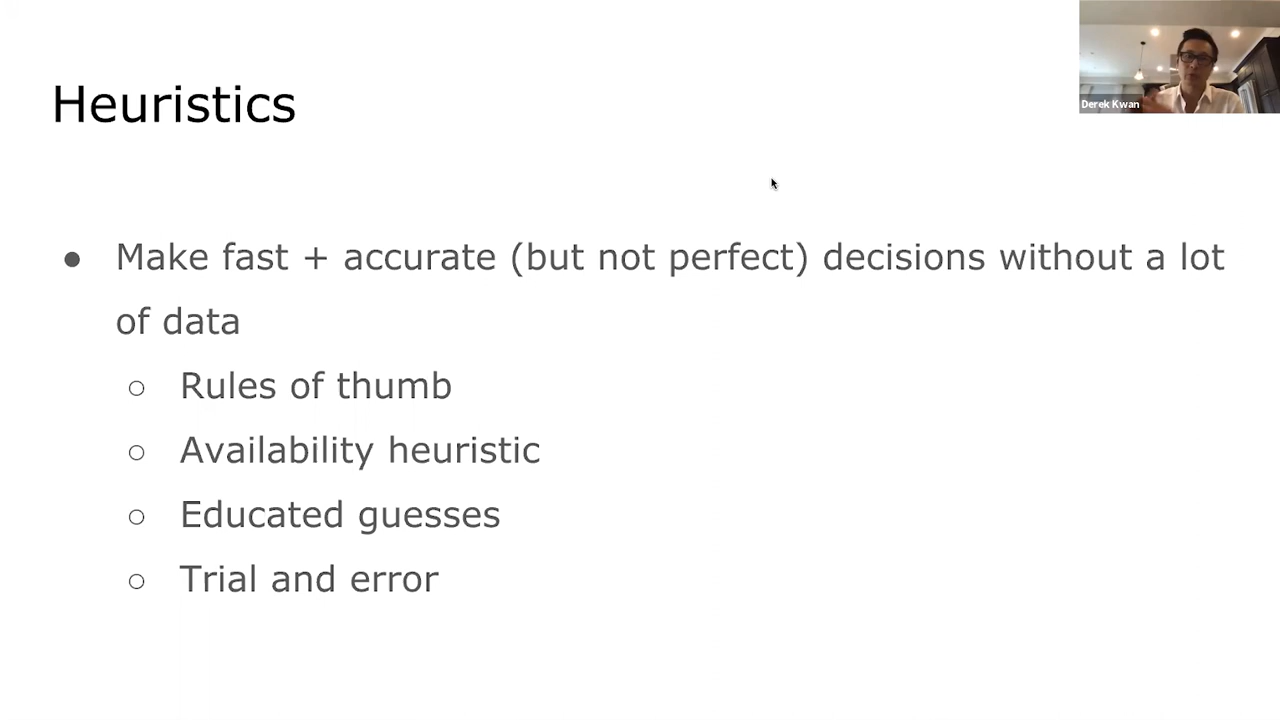 Derek Kwan
Heuristics
● Make fast + accurate (but not perfect) decisions without a lot
of data
○ Rules of thumb
○ Availability heuristic
○ Educated guesses
○ Trial and error